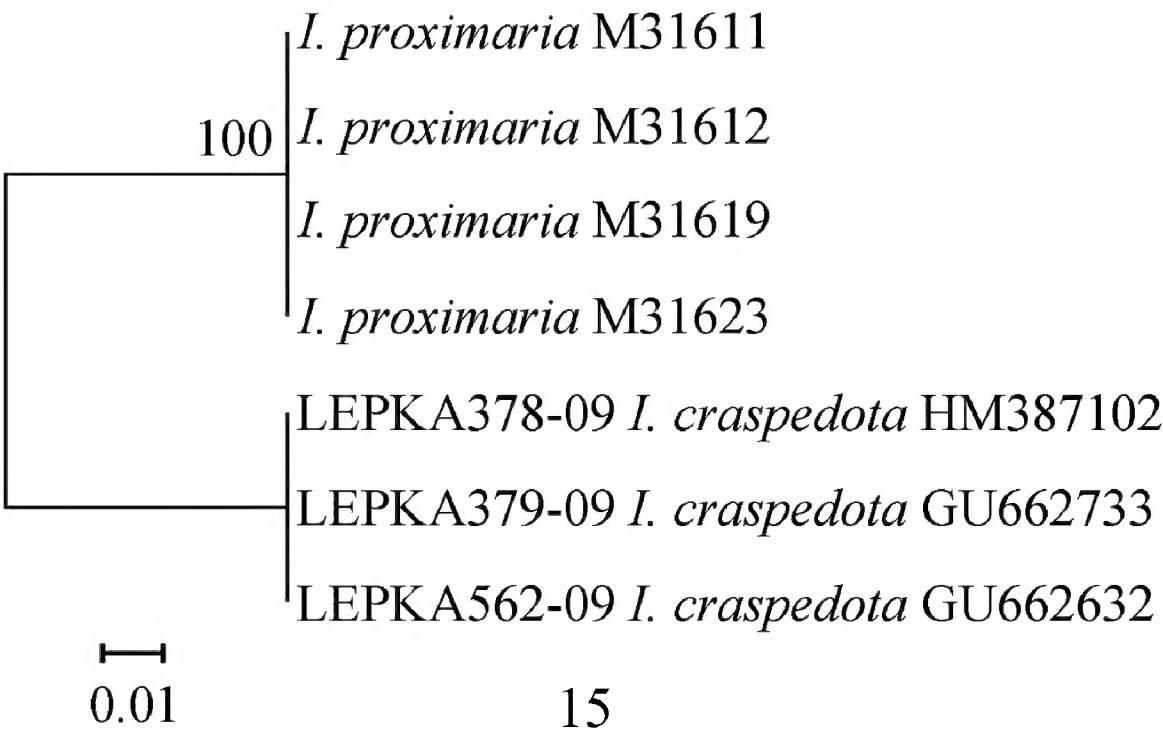 I. proximaria M31611
100
I. proximaria M31612
I. proximaria M31619
I. proximaria M31623
LEPKA378-09 I. craspedota HM387102
LEPKA379-09 I. craspedota GU662733
LEPKA562-09 I. craspedota GU662632
0.01
15